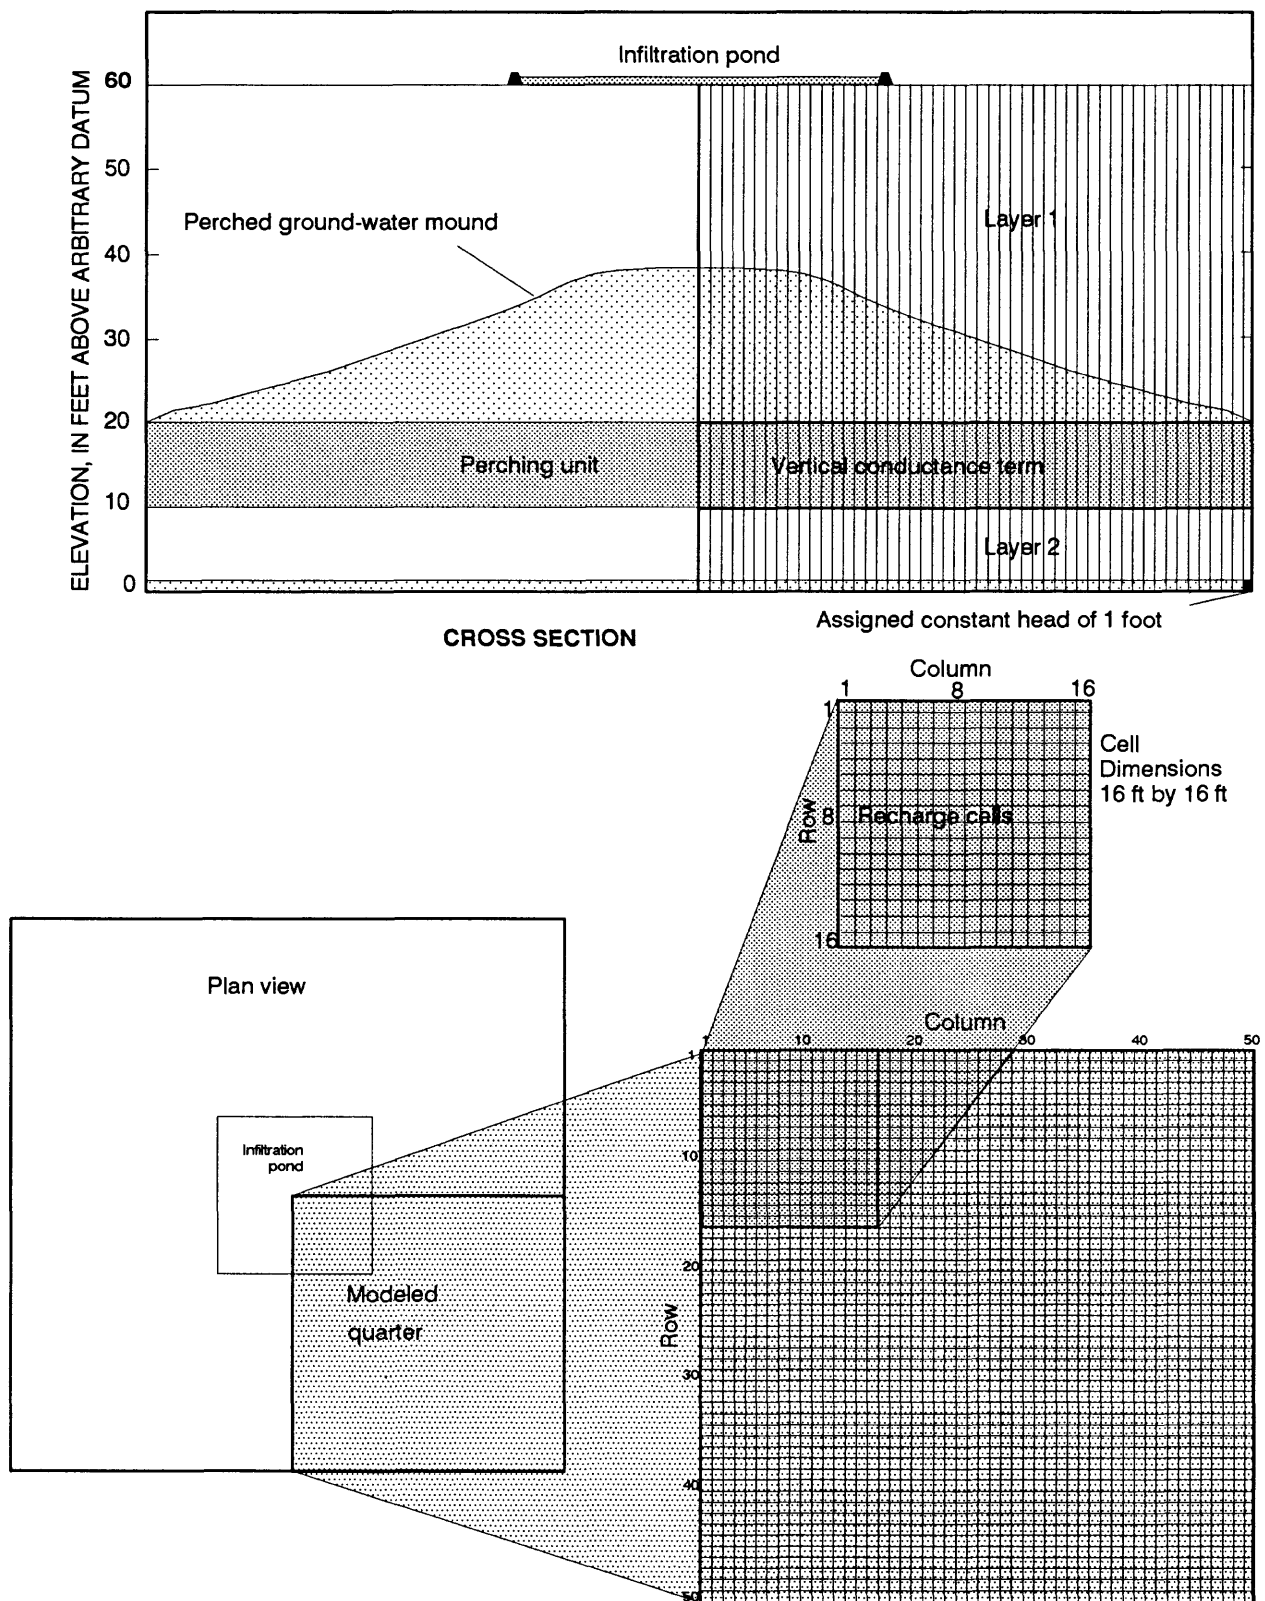 Infiltration pond
ELEVATION, IN FEET ABOVE ARBITRARY DATUM
60
50
40
30
20
10
0
Perched ground-water mound
Layer 1
Perching unit
Vertical conductance term
Layer 2
Assigned constant head of 1 foot
CROSS SECTION
Column
1 8 16
1
8
16
Row
Recharge cells
Cell
Dimensions
16 ft by 16 ft
Plan view
Infiltration
pond
Modeled
quarter
Column
1 10 20 30 40 50
1
10
20
30
40
50
Row